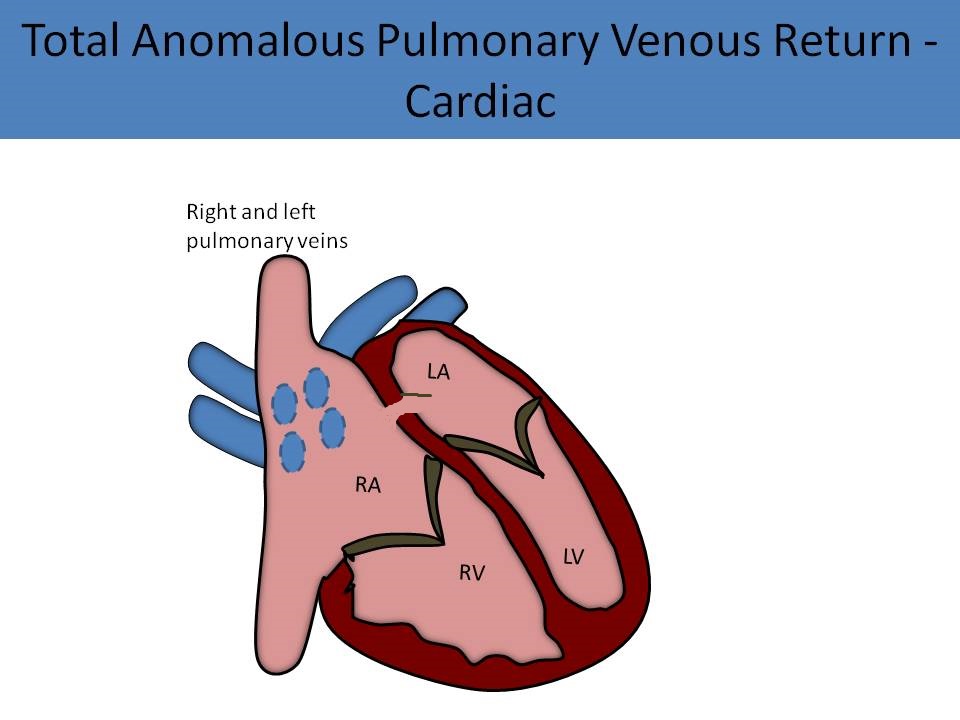 Total Anomalous Pulmonary Venous Return -
Cardiac
Right and left
pulmonary veins
LA
RA
LV
RV